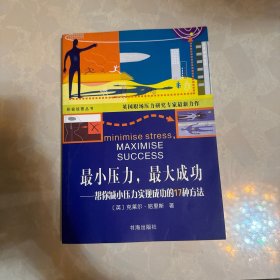 英国职场压力研究专家最新力作
minimise stress,
MAXIMISE
SUCCESS
最小压力，最大成功
——帮你减小压力实现成功的17种方法
（英）克莱尔·哈里斯 著
书海出版社